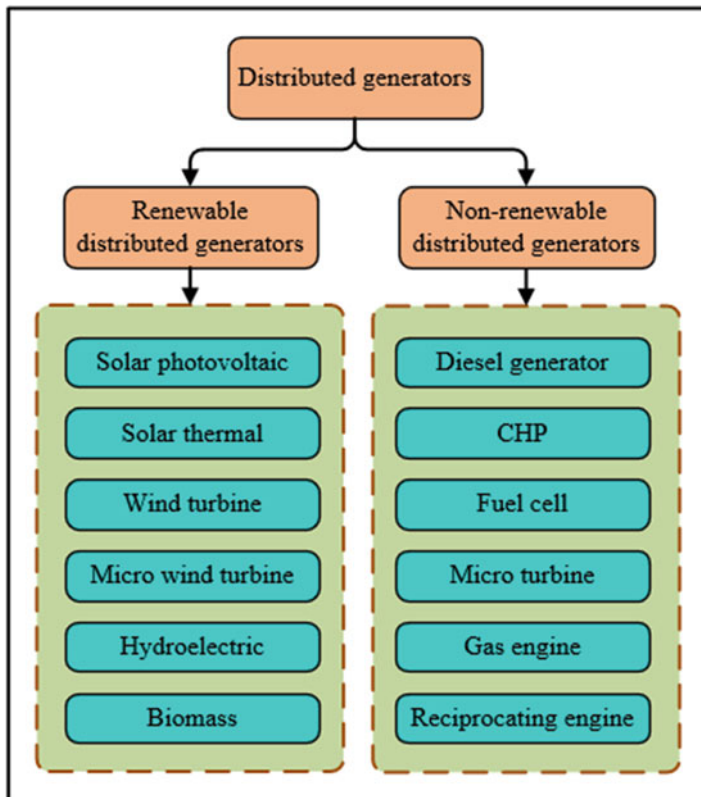 Distributed generators
Renewable
distributed generators
Non-renewable
distributed generators
Solar photovoltaic
Solar thermal
Wind turbine
Micro wind turbine
Hydroelectric
Biomass
Diesel generator
CHP
Fuel cell
Micro turbine
Gas engine
Reciprocating engine